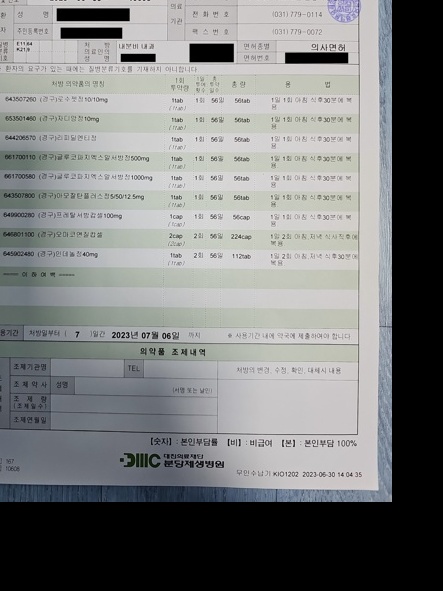 의료
기관
전 화 번 호 (031)779-0114
팩 스 번 호 (031)779-0072
성 명
주민등록번호
E11.64
K21.9
처 방
의료인의
성 명
내분비 내과
면허종별 의사면허
면허번호
환자의 요구가 있는 때에는 질병분류기호를 기재하지 아니합니다.
처방 의약품의 명칭 1회 투약량 1일 투여 횟수 총 투약 일수 총 량 용 법
643507260 (경구)로수젯정10/10mg 1tab (1tab) 1회 56일 56tab 1일 1회 아침 식후30분에 복용
653501460 (경구)자디앙정10mg 1tab (1tab) 1회 56일 56tab 1일 1회 아침 식후30분에 복용
644206570 (경구)리피딜엔티정 1tab (1tab) 1회 56일 56tab 1일 1회 아침 식후30분에 복용
661700110 (경구)글루코파지엑스알서방정500mg 1tab (1tab) 1회 56일 56tab 1일 1회 아침 식후30분에 복용
661700580 (경구)글루코파지엑스알서방정1000mg 1tab (1tab) 1회 56일 56tab 1일 1회 아침 식후30분에 복용
643507800 (경구)아모잘탄플러스정5/50/12.5mg 1tab (1tab) 1회 56일 56tab 1일 1회 아침 식후30분에 복용
649900280 (경구)프레탈서방캡슐100mg 1cap (1cap) 1회 56일 56cap 1일 1회 아침 식후30분에 복용
646801100 (경구)오마코연질캡슐 2cap (2cap) 2회 56일 224cap 1일 2회 아침,저녁 식사직후에 복용
645902480 (경구)인데놀정40mg 1tab (1tab) 2회 56일 112tab 1일 2회 아침,저녁 식후30분에 복용
===== 이 하 여 백 =====
용기간 처방일부터 ( 7 )일간 2023년 07월 06일 까지 ※ 사용기간 내에 약국에 제출하여야 합니다
의약품 조제내역
조제기관명 TEL 처방의 변경, 수정, 확인, 대체시 내용
조 제 약 사 성명 (서명 또는 날인)
조 제 량
(조제일수)
조제연월일
【숫자】: 본인부담률 【비】: 비급여 【본】: 본인부담 100%
DMC 대진의료재단
분당제생병원
167
10808
무인수납기 KIO1202 2023-06-30 14:04:35